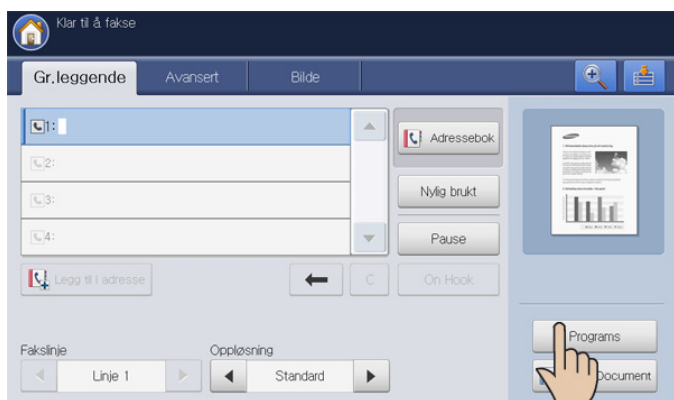 Klar til å fakse
Gr.leggende
Avansert
Bilde
1:
Adressebok
2:
3:
Nylig brukt
4:
Pause
Legg til i adresse
C
On Hook
Programs
Fakslinje
Oppløsning
Linje 1
Standard
Document